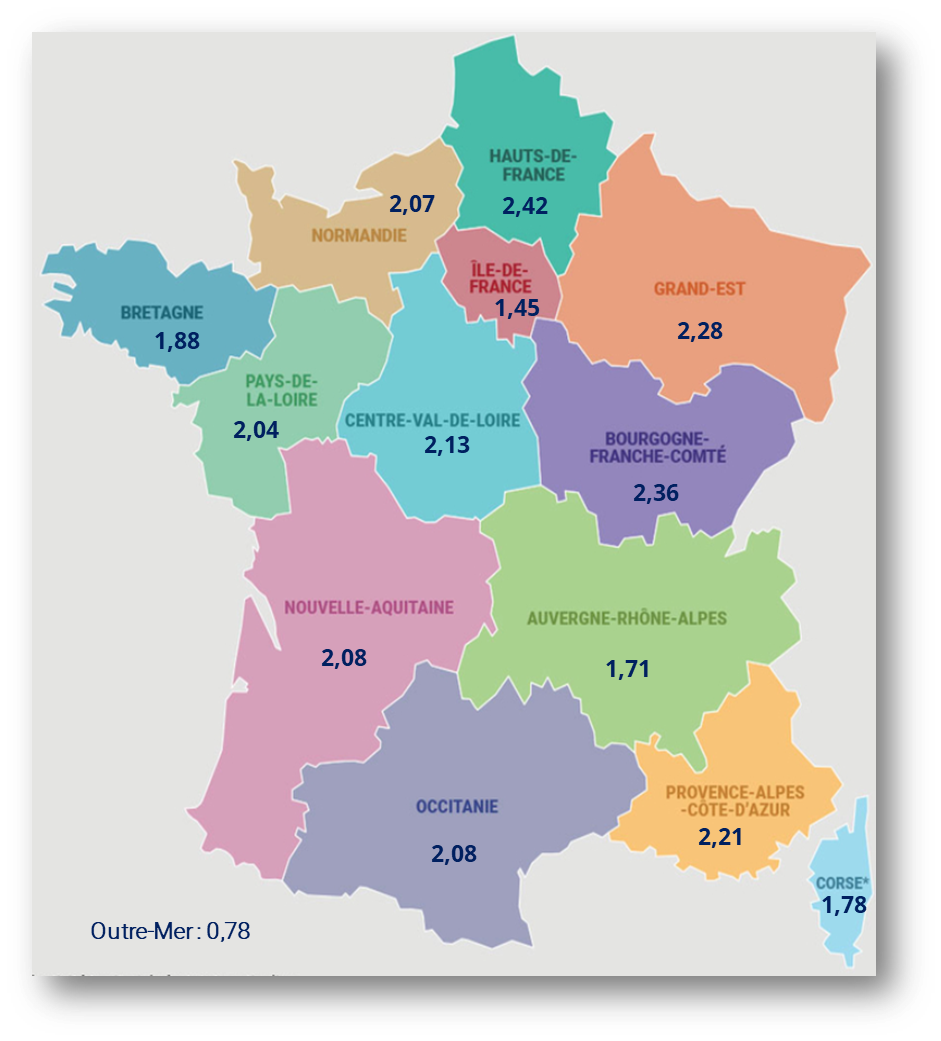 HAUTS-DE-
FRANCE
2,42
2,07
NORMANDIE
ÎLE-DE-
FRANCE
1,45
GRAND-EST
2,28
BRETAGNE
1,88
PAYS-DE-
LA-LOIRE
2,04
CENTRE-VAL-DE-LOIRE
2,13
BOURGOGNE-
FRANCHE-COMTÉ
2,36
NOUVELLE-AQUITAINE
2,08
AUVERGNE-RHÔNE-ALPES
1,71
OCCITANIE
2,08
PROVENCE-ALPES
-CÔTE-D'AZUR
2,21
CORSE*
1,78
Outre-Mer : 0,78